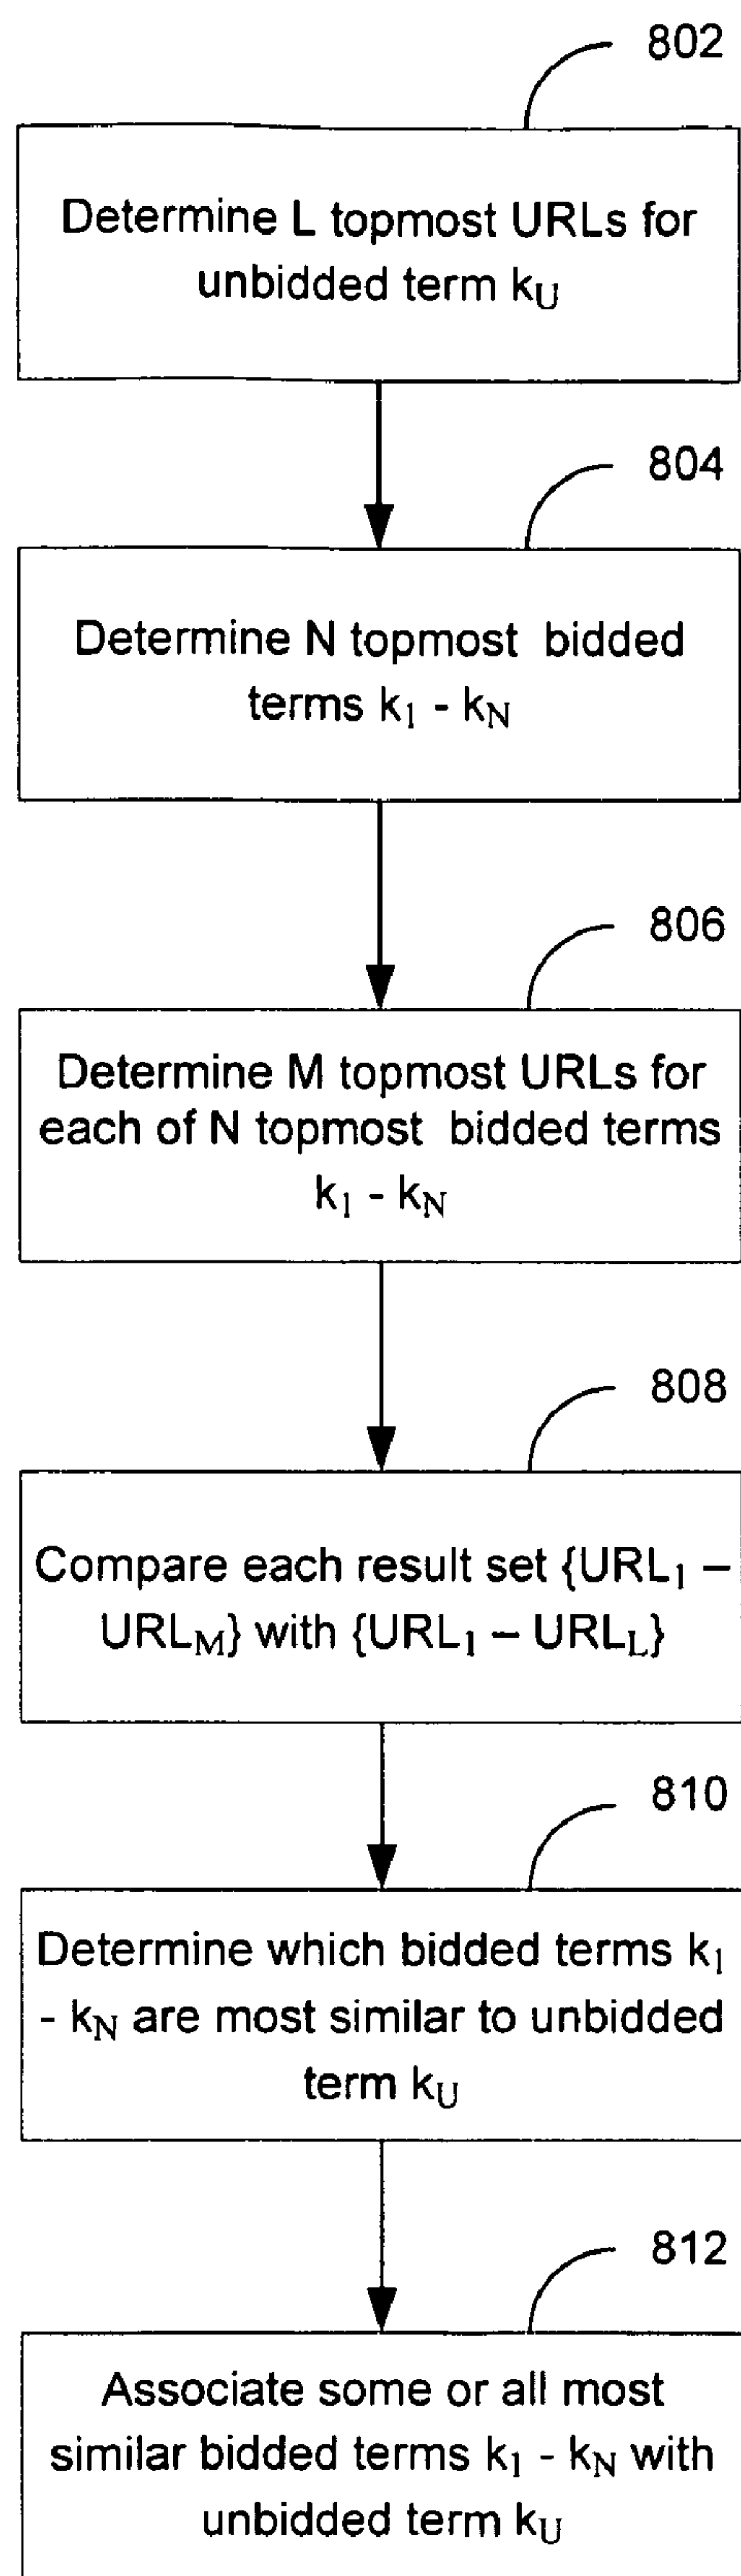 802
Determine L topmost URLs for
unbidded term kU
804
Determine N topmost bidded
terms k1 - kN
806
Determine M topmost URLs for
each of N topmost bidded terms
k1 - kN
808
Compare each result set {URL1 –
URLM} with {URL1 – URLL}
810
Determine which bidded terms k1
- kN are most similar to unbidded
term kU
812
Associate some or all most
similar bidded terms k1 - kN with
unbidded term kU